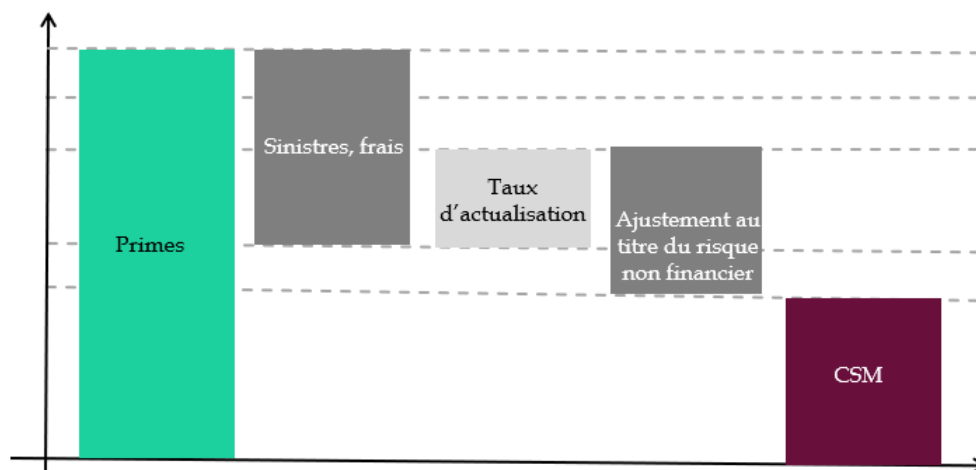 Primes
Sinistres, frais
Taux
d'actualisation
Ajustement au
titre du risque
non financier
CSM